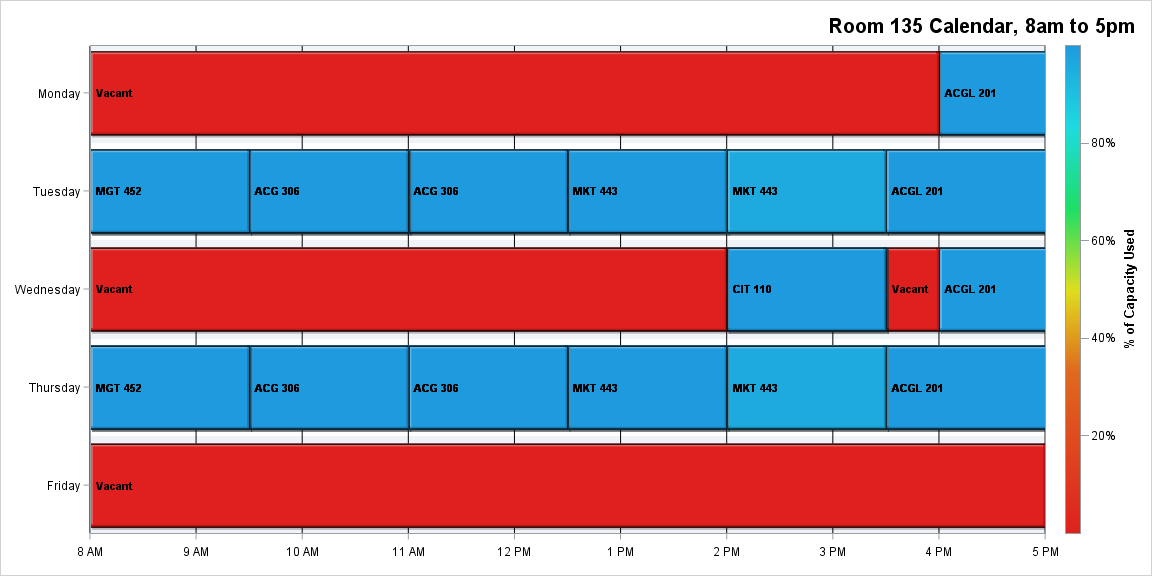 Room 135 Calendar, 8am to 5pm
Monday
Vacant
ACGL 201
Tuesday
MGT 452
ACG 306
ACG 306
MKT 443
MKT 443
ACGL 201
Wednesday
Vacant
CIT 110
Vacant
ACGL 201
Thursday
MGT 452
ACG 306
ACG 306
MKT 443
MKT 443
ACGL 201
Friday
Vacant
8 AM
9 AM
10 AM
11 AM
12 PM
1 PM
2 PM
3 PM
4 PM
5 PM
80%
60%
40%
20%
% of Capacity Used